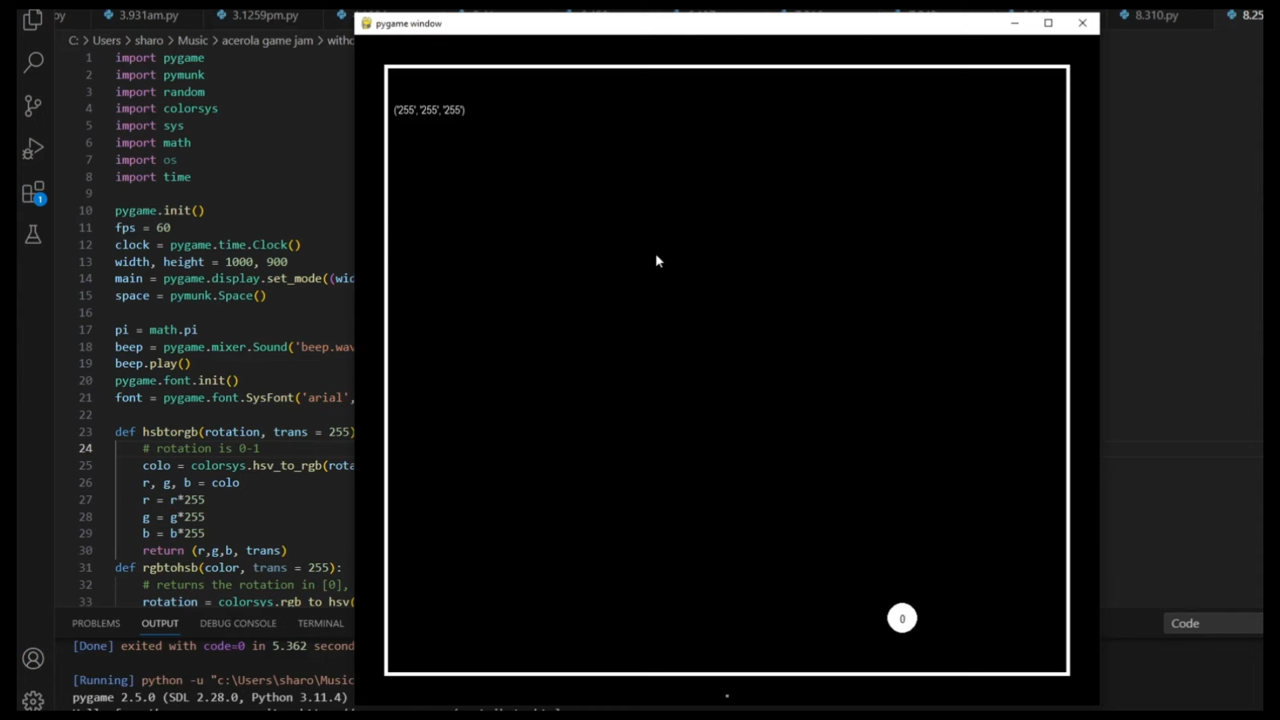 py
3.931am.py
3.1259pm.py
pygame window
8.310.py
8.25
C: > Users > sharo > Music > acerola game jam > witho
1 import pygame
2 import pymunk
3 import random
4 import colorsys
5 import sys
6 import math
7 import os
8 import time
9
10 pygame.init()
11 fps = 60
12 clock = pygame.time.Clock()
13 width, height = 1000, 900
14 main = pygame.display.set_mode((wid
15 space = pymunk.Space()
16
17 pi = math.pi
18 beep = pygame.mixer.Sound('beep.wav
19 beep.play()
20 pygame.font.init()
21 font = pygame.font.SysFont('arial',
22
23 def hsbtorgb(rotation, trans = 255)
24 # rotation is 0-1
25 colo = colorsys.hsv_to_rgb(rota
26 r, g, b = colo
27 r = r*255
28 g = g*255
29 b = b*255
30 return (r,g,b, trans)
31 def rgbtohsb(color, trans = 255):
32 # returns the rotation in [0],
33 rotation = colorsys.rgb_to_hsv(
('255', '255', '255')
0
1
PROBLEMS OUTPUT DEBUG CONSOLE TERMINAL
Code
[Done] exited with code=0 in 5.362 second
[Running] python -u "c:\Users\sharo\Music
pygame 2.5.0 (SDL 2.28.0, Python 3.11.4)